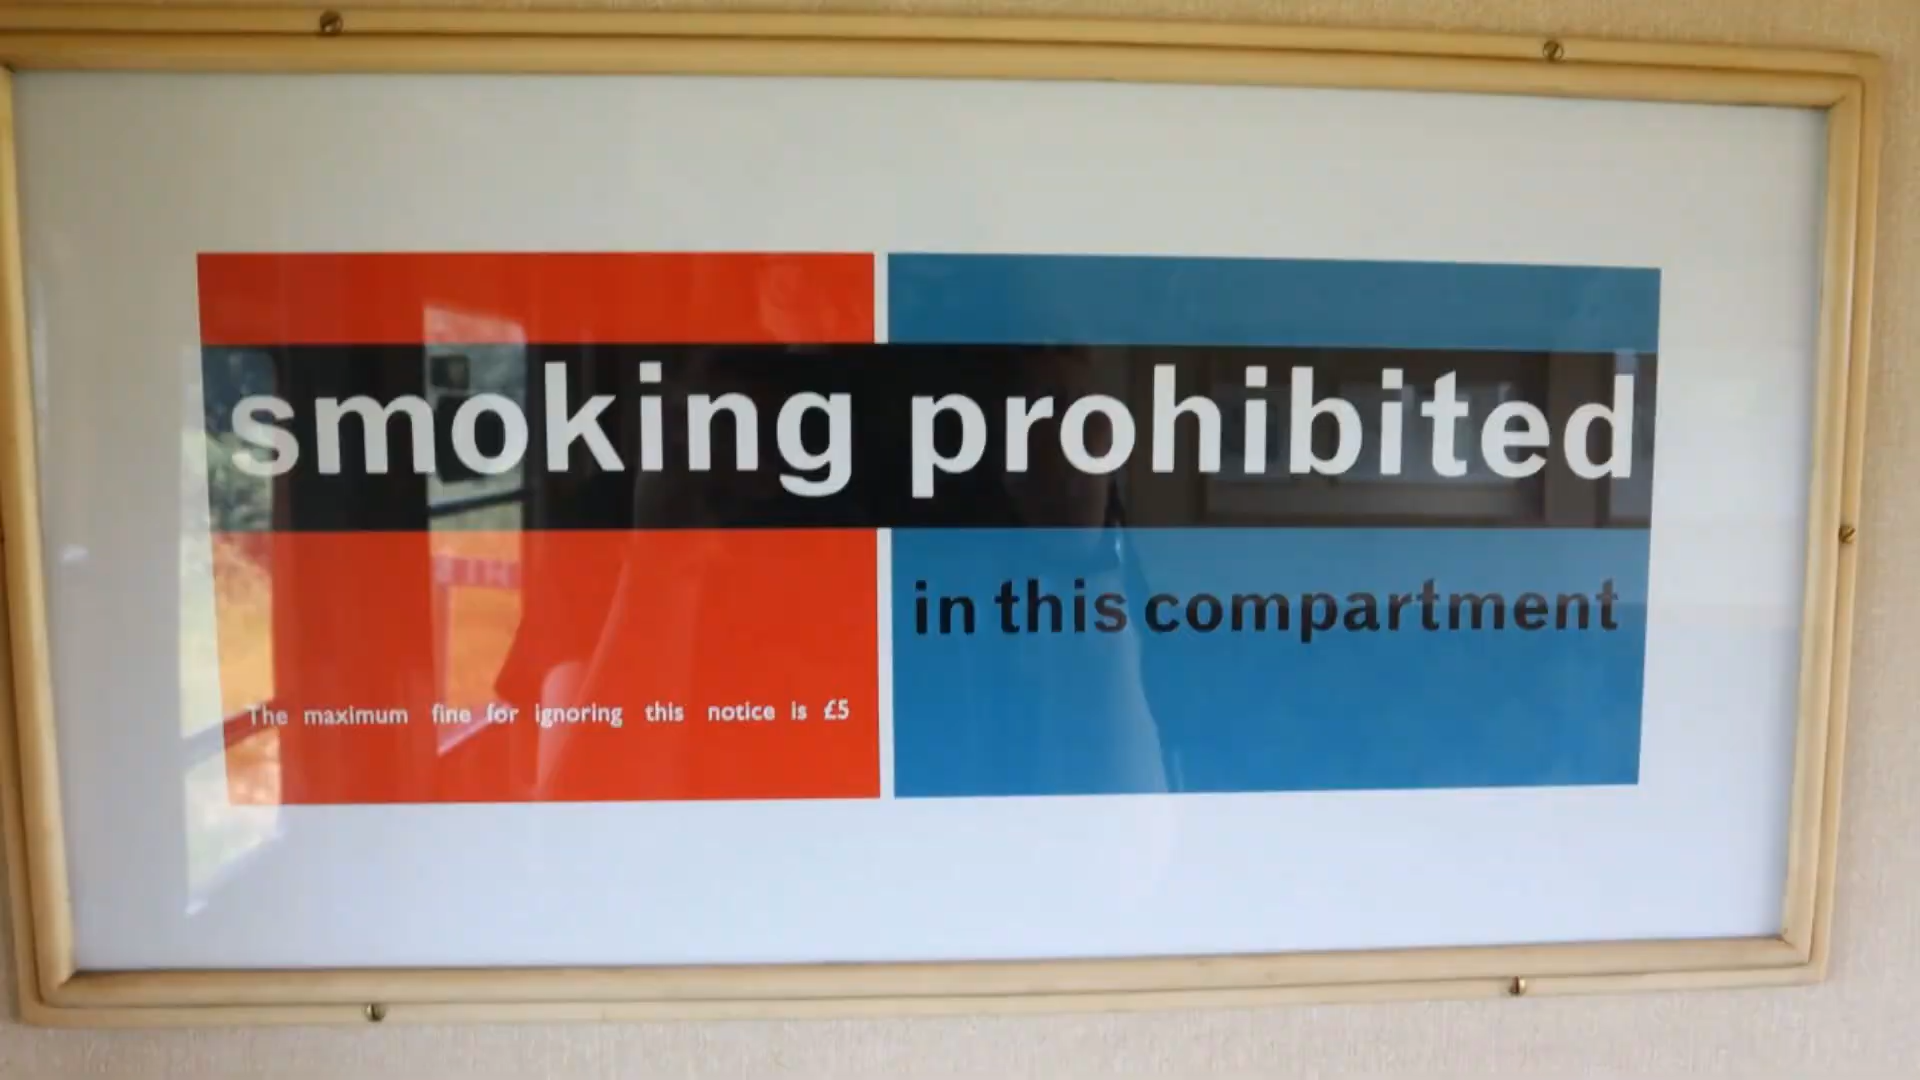 smoking prohibited
in this compartment
The maximum fine for ignoring this notice is £5